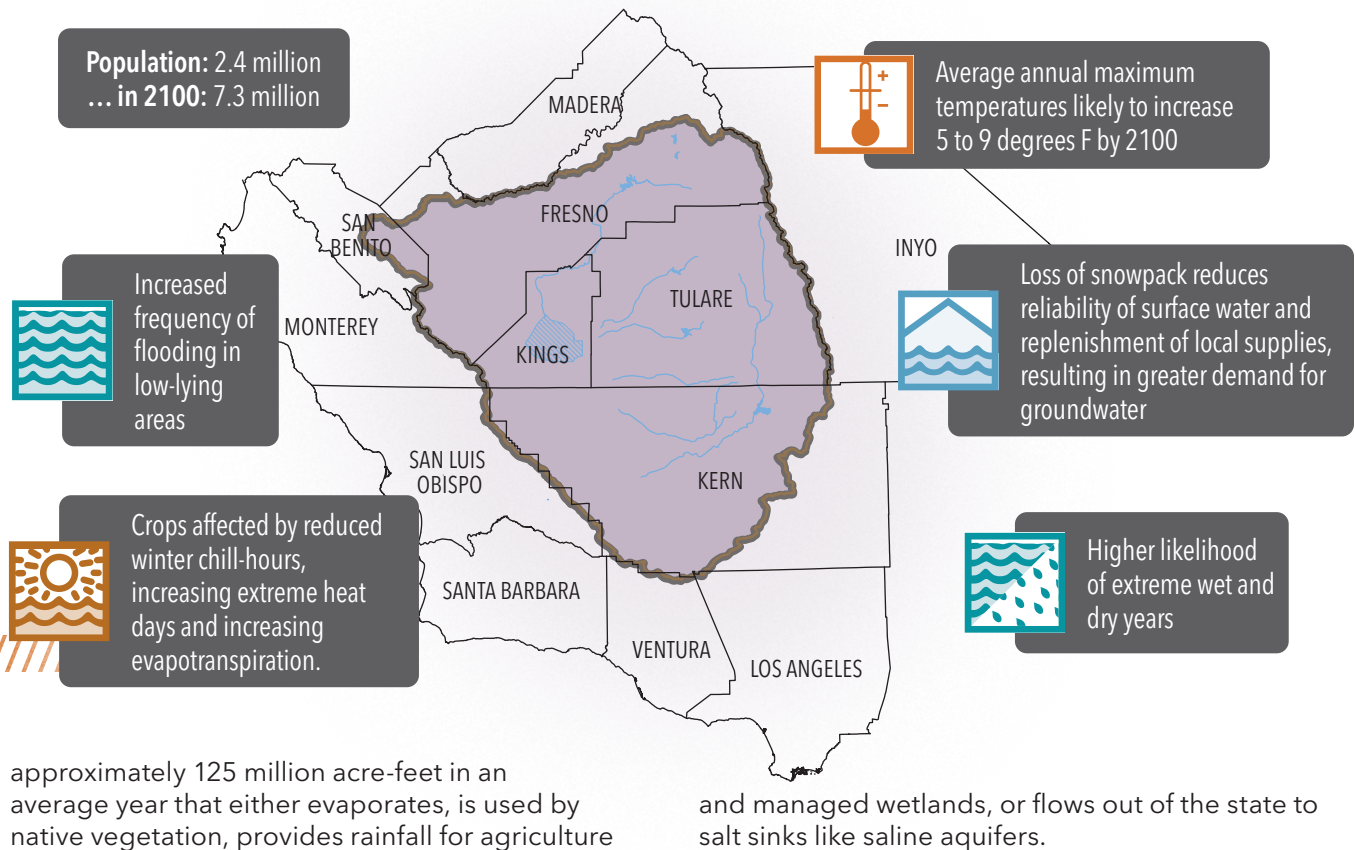 Population: 2.4 million
... in 2100: 7.3 million
Average annual maximum
temperatures likely to increase
5 to 9 degrees F by 2100
MADERA
FRESNO
SAN
BENITO
INYO
TULARE
MONTEREY
KINGS
Increased
frequency of
flooding in
low-lying
areas
Loss of snowpack reduces
reliability of surface water and
replenishment of local supplies,
resulting in greater demand for
groundwater
SAN LUIS
OBISPO
KERN
Crops affected by reduced
winter chill-hours,
increasing extreme heat
days and increasing
evapotranspiration.
Higher likelihood
of extreme wet and
dry years
SANTA BARBARA
VENTURA
LOS ANGELES
approximately 125 million acre-feet in an
average year that either evaporates, is used by
native vegetation, provides rainfall for agriculture
and managed wetlands, or flows out of the state to
salt sinks like saline aquifers.